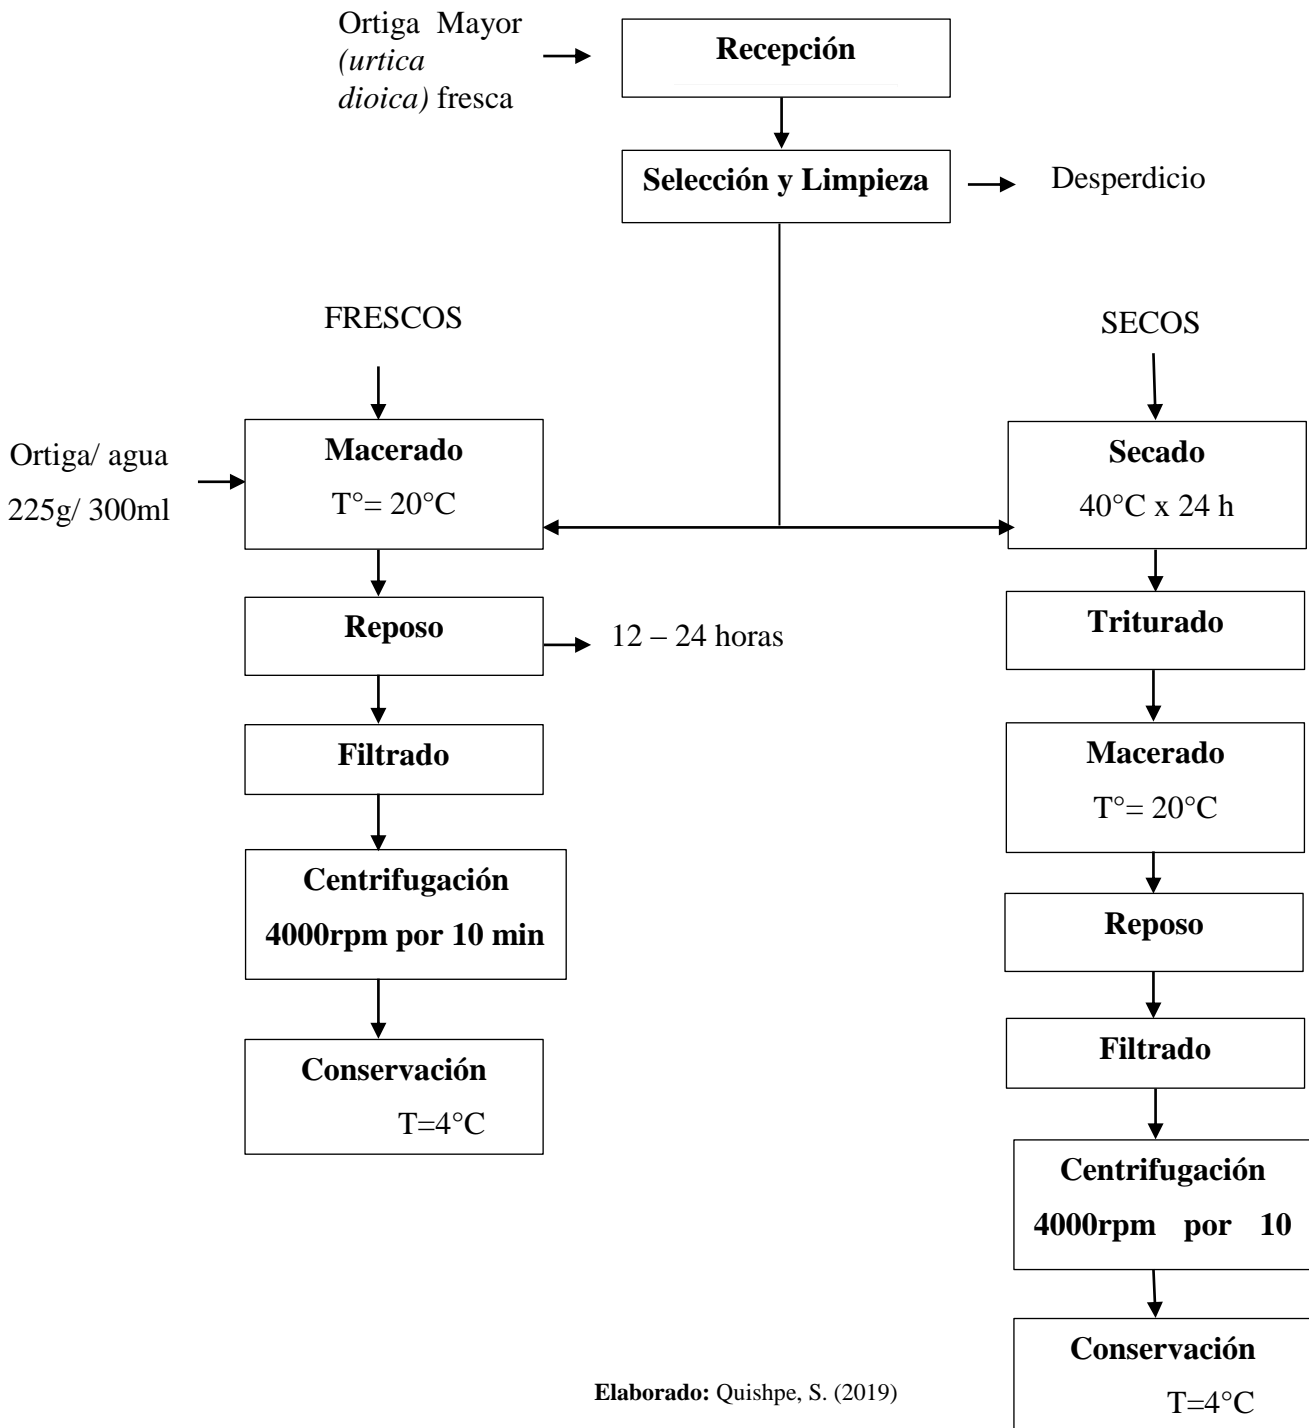 Ortiga Mayor
(urtica
dioica) fresca
Recepción
Selección y Limpieza
Desperdicio
FRESCOS
Ortiga/ agua
225g/ 300ml
Macerado
T°= 20°C
Reposo
12 – 24 horas
Filtrado
Centrifugación
4000rpm por 10 min
Conservación
T=4°C
SECOS
Secado
40°C x 24 h
Triturado
Macerado
T°= 20°C
Reposo
Filtrado
Centrifugación
4000rpm por 10
Conservación
T=4°C
Elaborado: Quishpe, S. (2019)